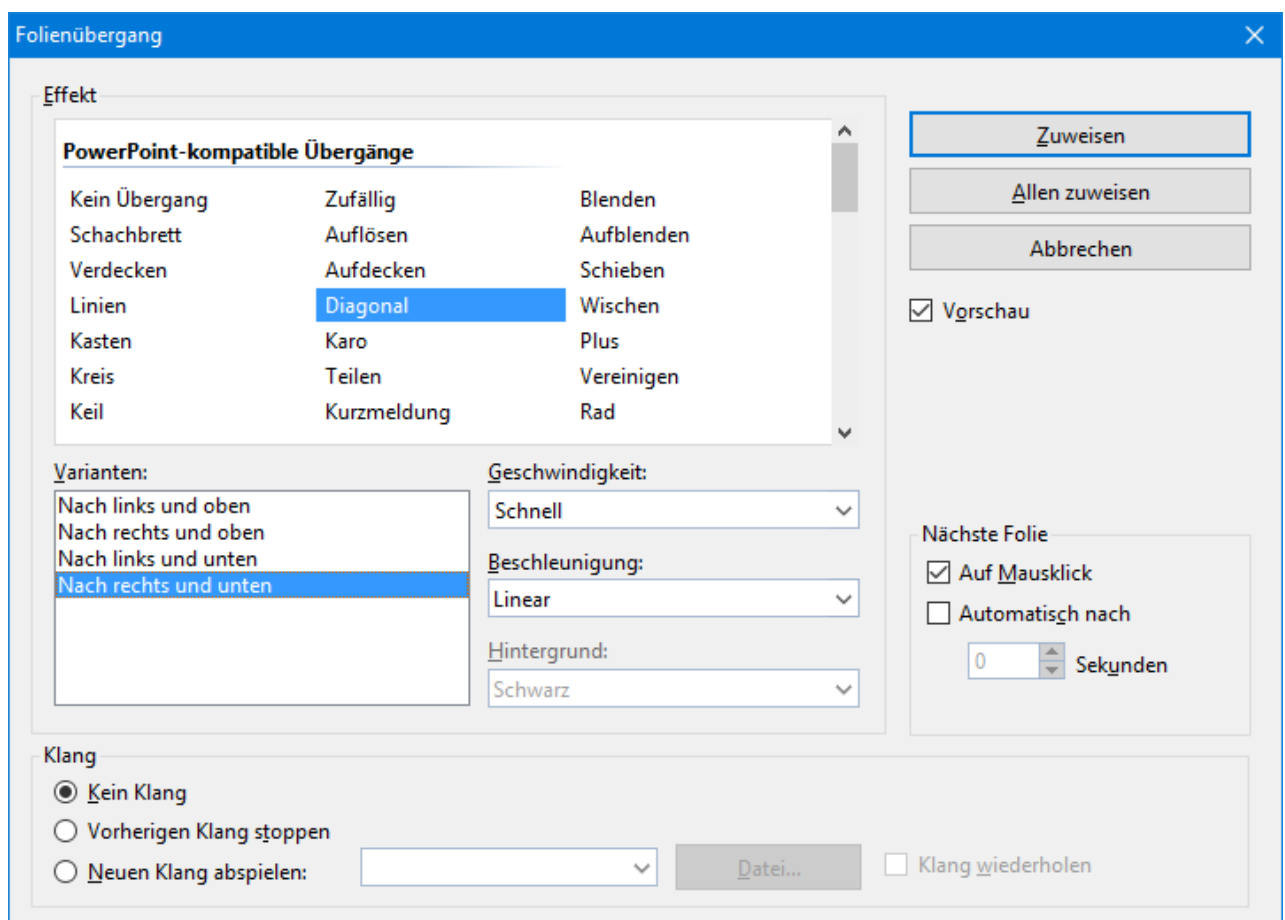 Folienübergang
Effekt
PowerPoint-kompatible Übergänge
Kein Übergang Zufällig Blenden
Schachbrett Auflösen Aufblenden
Verdecken Aufdecken Schieben
Linien Diagonal Wischen
Kasten Karo Plus
Kreis Teilen Vereinigen
Keil Kurzmeldung Rad
Varianten:
Nach links und oben
Nach rechts und oben
Nach links und unten
Nach rechts und unten
Geschwindigkeit:
Schnell
Beschleunigung:
Linear
Hintergrund:
Schwarz
Zuweisen
Allen zuweisen
Abbrechen
Vorschau
Nächste Folie
Auf Mausklick
Automatisch nach
0 Sekunden
Klang
Kein Klang
Vorherigen Klang stoppen
Neuen Klang abspielen: Datei... Klang wiederholen